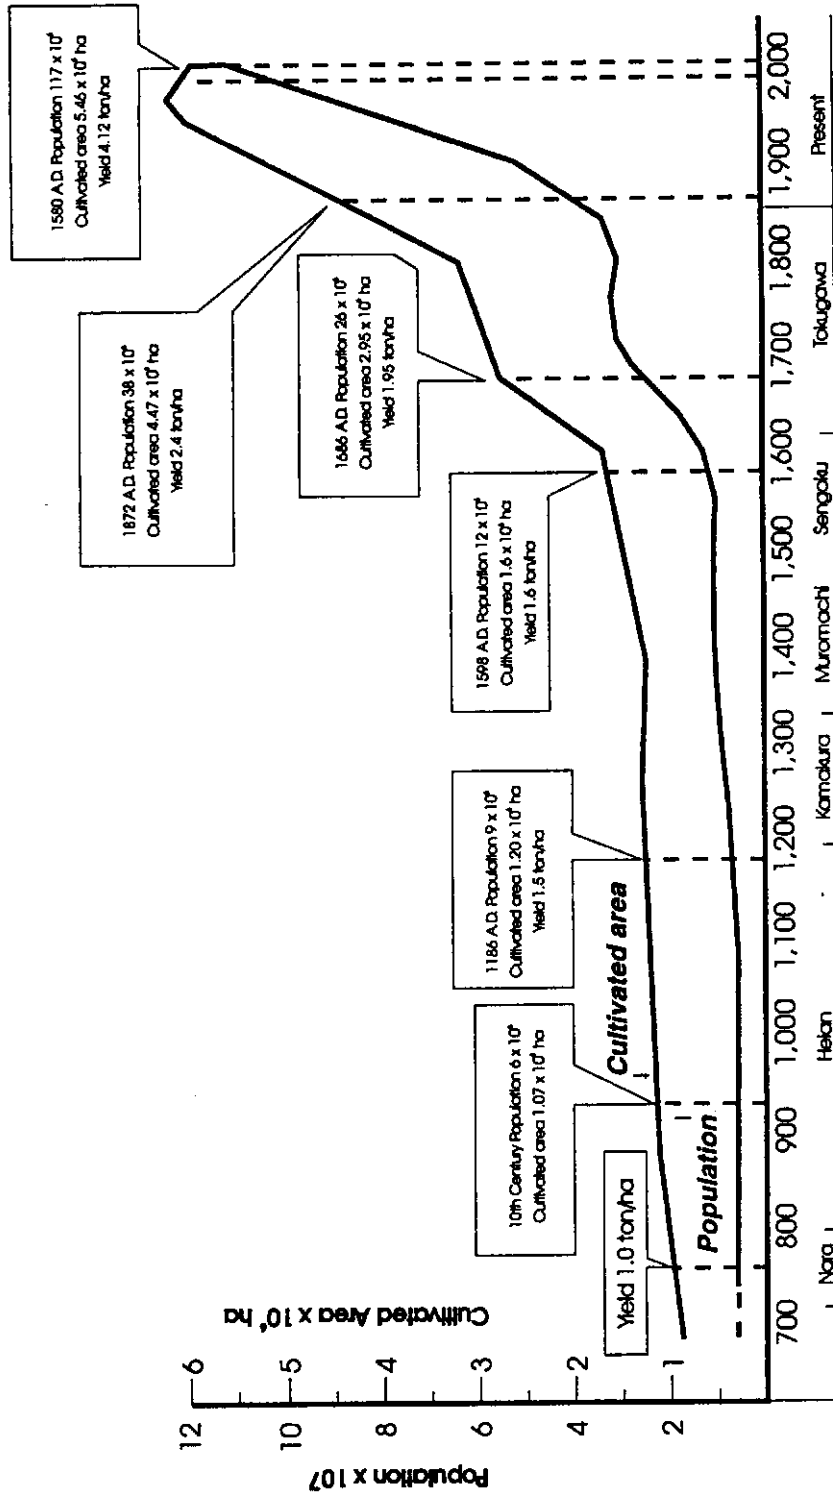 1580 A.D. Population 117 x 10⁶
Cultivated area 5.46 x 10⁶ ha
Yield 4.12 ton/ha
1872 A.D. Population 38 x 10⁶
Cultivated area 4.47 x 10⁶ ha
Yield 2.4 ton/ha
1686 A.D. Population 26 x 10⁶
Cultivated area 2.95 x 10⁶ ha
Yield 1.95 ton/ha
1598 A.D. Population 12 x 10⁶
Cultivated area 1.6 x 10⁶ ha
Yield 1.6 ton/ha
1186 A.D. Population 9 x 10⁶
Cultivated area 1.20 x 10⁶ ha
Yield 1.5 ton/ha
10th Century Population 6 x 10⁶
Cultivated area 1.07 x 10⁶ ha
Yield 1.0 ton/ha
Cultivated area
Population
Population x 10⁷
12
10
8
6
4
2
Cultivated Area x 10⁶ ha
6
5
4
3
2
1
700 800 900 1,000 1,100 1,200 1,300 1,400 1,500 1,600 1,700 1,800 1,900 2,000
Nara Heian Kamakura Muromachi Sengoku Tokugawa Present